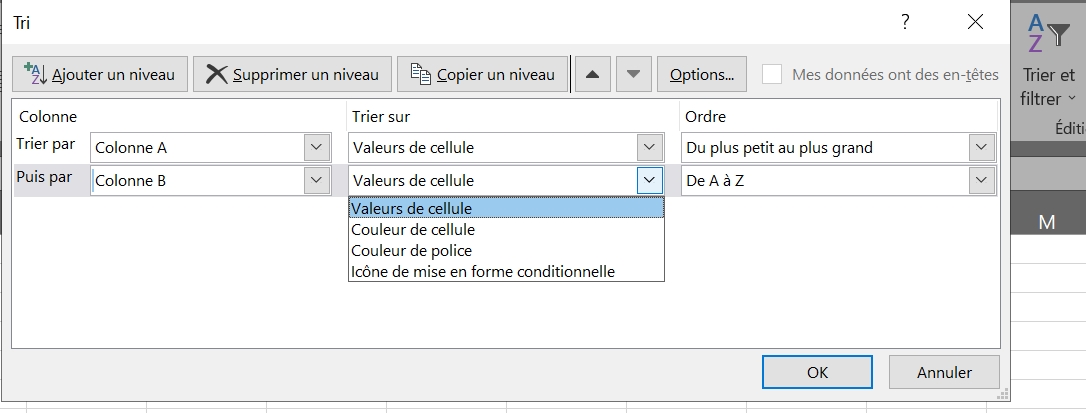 Tri
?
Ajouter un niveau Supprimer un niveau Copier un niveau Options... Mes données ont des en-têtes
Colonne Trier sur Ordre
Trier par Colonne A Valeurs de cellule Du plus petit au plus grand
Puis par Colonne B Valeurs de cellule De A à Z
Valeurs de cellule
Couleur de cellule
Couleur de police
Icône de mise en forme conditionnelle
OK Annuler
A
Z
Trier et
filtrer
Éditi
M